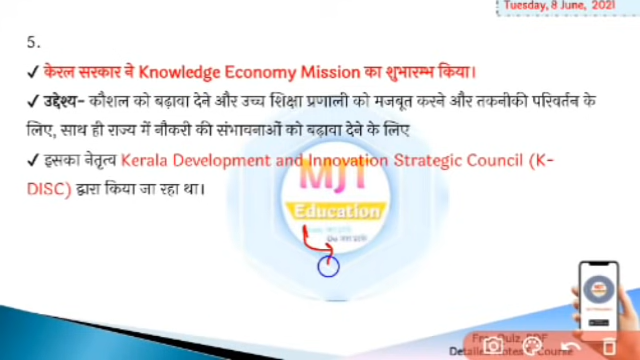 Tuesday, 8 June, 2021
5.
✓ केरल सरकार ने Knowledge Economy Mission का शुभारम्भ किया।
✓ उद्देश्य- कौशल को बढ़ावा देने और उच्च शिक्षा प्रणाली को मजबूत करने और तकनीकी परिवर्तन के
लिए, साथ ही राज्य में नौकरी की संभावनाओं को बढ़ावा देने के लिए
✓ इसका नेतृत्व Kerala Development and Innovation Strategic Council (K-
DISC) द्वारा किया जा रहा था।
MJT
Education